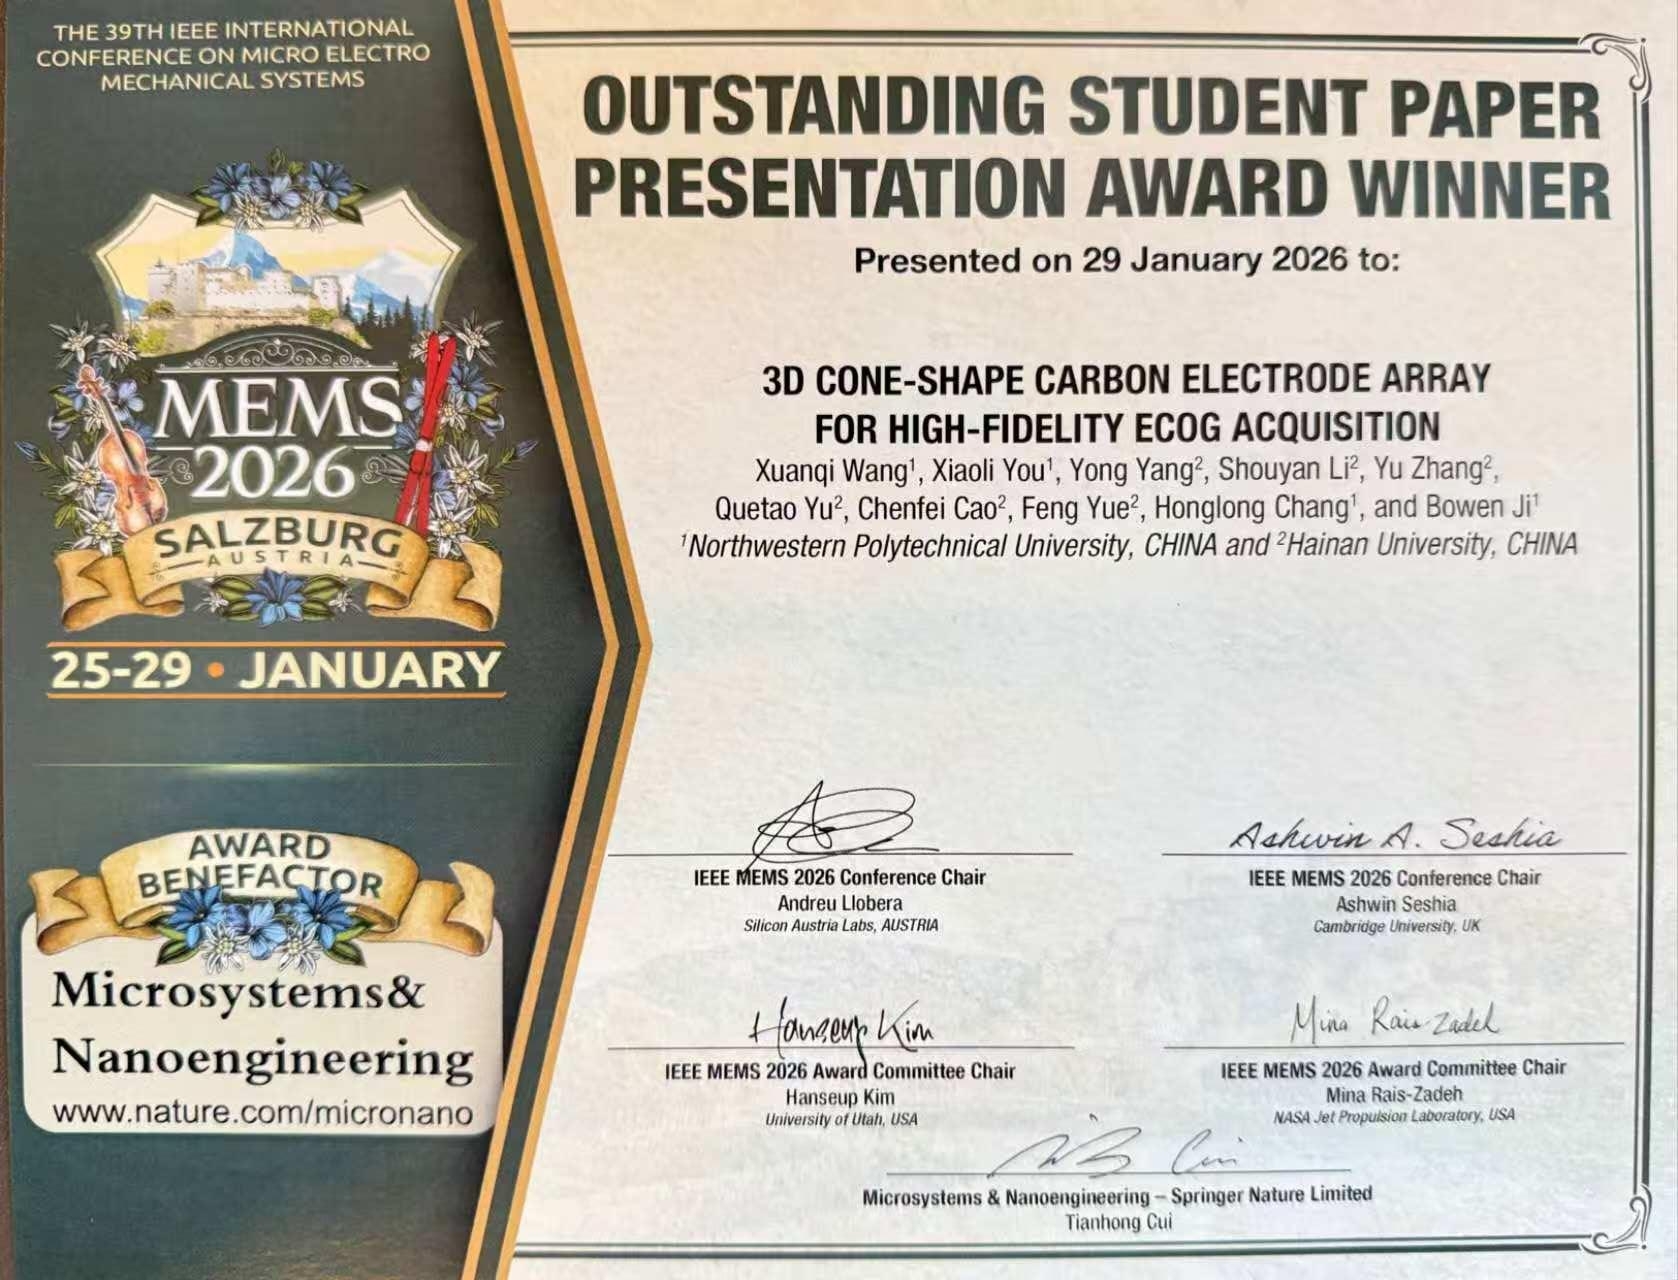 THE 39TH IEEE INTERNATIONAL
CONFERENCE ON MICRO ELECTRO
MECHANICAL SYSTEMS
MEMS
2026
SALZBURG
AUSTRIA
25-29 • JANUARY
AWARD
BENEFACTOR
Microsystems&
Nanoengineering
www.nature.com/micronano
OUTSTANDING STUDENT PAPER
PRESENTATION AWARD WINNER
Presented on 29 January 2026 to:
3D CONE-SHAPE CARBON ELECTRODE ARRAY
FOR HIGH-FIDELITY ECOG ACQUISITION
Xuanqi Wang¹, Xiaoli You¹, Yong Yang², Shouyan Li², Yu Zhang²,
Quetao Yu², Chenfei Cao², Feng Yue², Honglong Chang¹, and Bowen Ji¹
¹Northwestern Polytechnical University, CHINA and ²Hainan University, CHINA
IEEE MEMS 2026 Conference Chair
Andreu Llobera
Silicon Austria Labs, AUSTRIA
Ashwin A. Seshia
IEEE MEMS 2026 Conference Chair
Ashwin Seshia
Cambridge University, UK
Hanseup Kim
IEEE MEMS 2026 Award Committee Chair
Hanseup Kim
University of Utah, USA
Mina Rais-Zadeh
IEEE MEMS 2026 Award Committee Chair
Mina Rais-Zadeh
NASA Jet Propulsion Laboratory, USA
Microsystems & Nanoengineering – Springer Nature Limited
Tianhong Cui